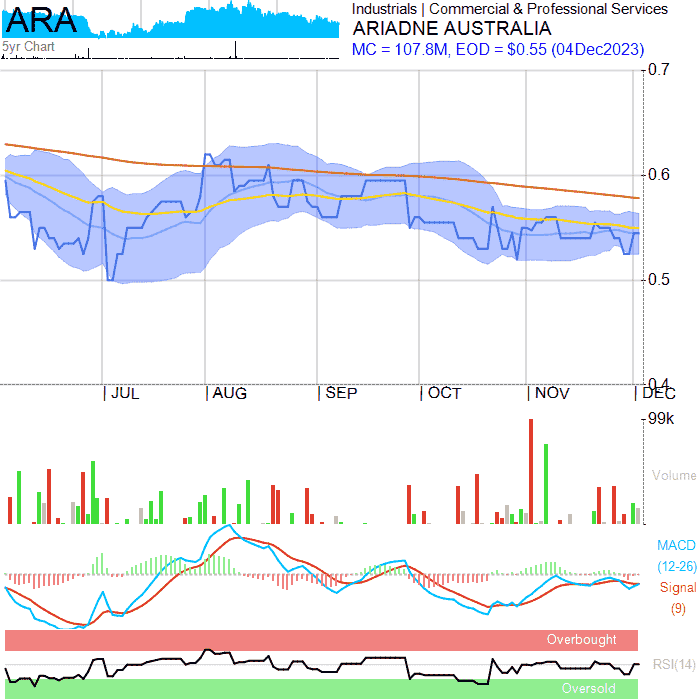 ARA
5yr Chart
Industrials | Commercial & Professional Services
ARIADNE AUSTRALIA
MC = 107.8M, EOD = $0.55 (04Dec2023)
0.7
0.6
0.5
0.4
| JUL | AUG | SEP | OCT | NOV | DEC
99k
Volume
MACD
(12-26)
Signal
(9)
Overbought
RSI(14)
Oversold